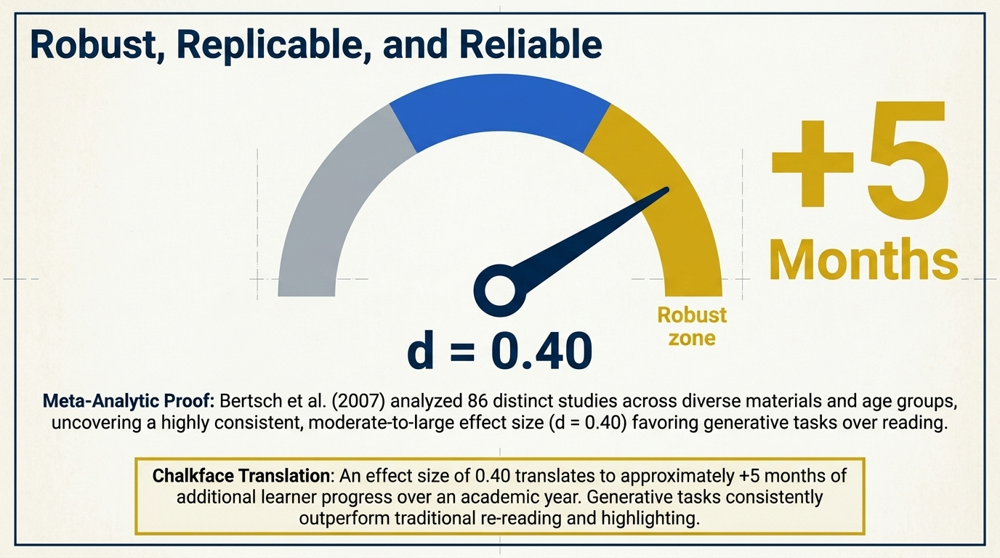 Robust, Replicable, and Reliable
+5
Months
Robust
zone
d = 0.40
Meta-Analytic Proof: Bertsch et al. (2007) analyzed 86 distinct studies across diverse materials and age groups,
uncovering a highly consistent, moderate-to-large effect size (d = 0.40) favoring generative tasks over reading.
Chalkface Translation: An effect size of 0.40 translates to approximately +5 months of
additional learner progress over an academic year. Generative tasks consistently
outperform traditional re-reading and highlighting.